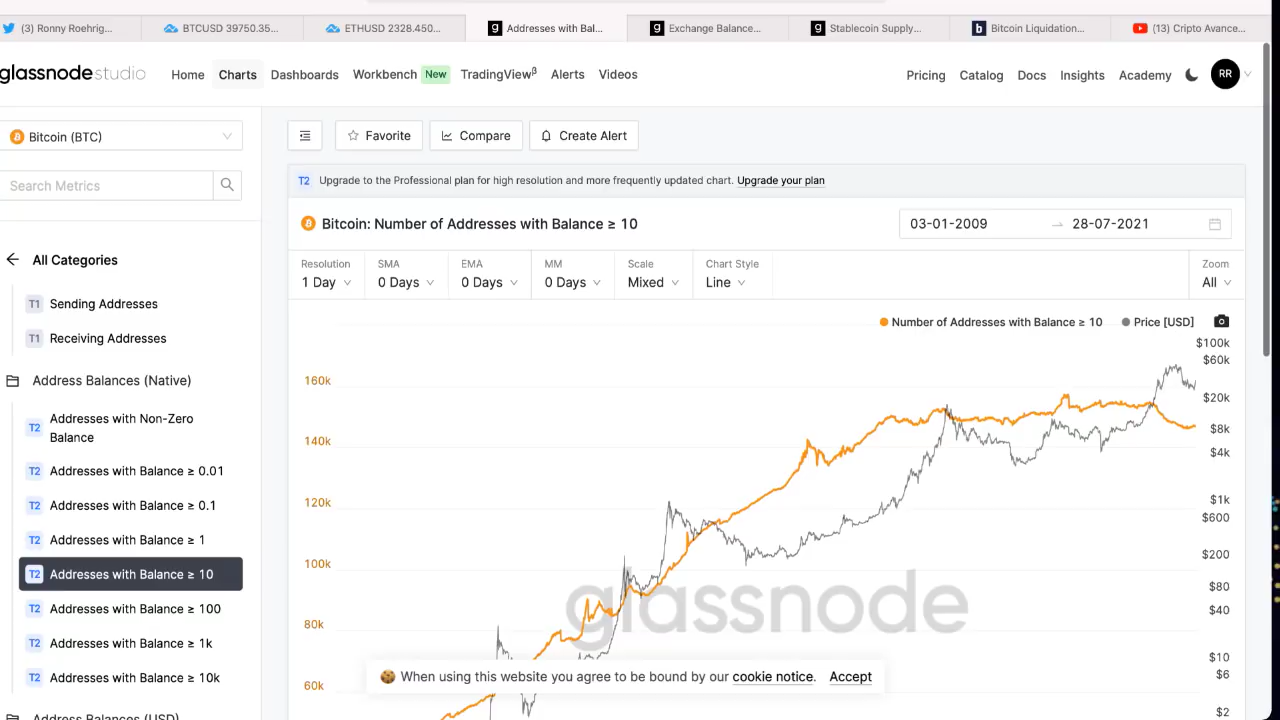 (3) Ronny Roehrig...
BTCUSD 39750.35...
ETHUSD 2328.450...
Addresses with Bal...
Exchange Balance...
Stablecoin Supply...
Bitcoin Liquidation...
(13) Cripto Avance...
glassnode studio
Home
Charts
Dashboards
Workbench New
TradingViewβ
Alerts
Videos
Pricing
Catalog
Docs
Insights
Academy
RR
Bitcoin (BTC)
Search Metrics
All Categories
T1 Sending Addresses
T1 Receiving Addresses
Address Balances (Native)
T2 Addresses with Non-Zero
Balance
T2 Addresses with Balance ≥ 0.01
T2 Addresses with Balance ≥ 0.1
T2 Addresses with Balance ≥ 1
T2 Addresses with Balance ≥ 10
T2 Addresses with Balance ≥ 100
T2 Addresses with Balance ≥ 1k
T2 Addresses with Balance ≥ 10k
Address Balances (USD)
Favorite
Compare
Create Alert
T2 Upgrade to the Professional plan for high resolution and more frequently updated chart. Upgrade your plan
Bitcoin: Number of Addresses with Balance ≥ 10
03-01-2009 → 28-07-2021
Resolution
1 Day
SMA
0 Days
EMA
0 Days
MM
0 Days
Scale
Mixed
Chart Style
Line
Zoom
All
Number of Addresses with Balance ≥ 10
Price [USD]
160k
140k
120k
100k
80k
60k
$100k
$60k
$20k
$8k
$4k
$1k
$600
$200
$80
$40
$10
$6
$2
glassnode
When using this website you agree to be bound by our cookie notice. Accept